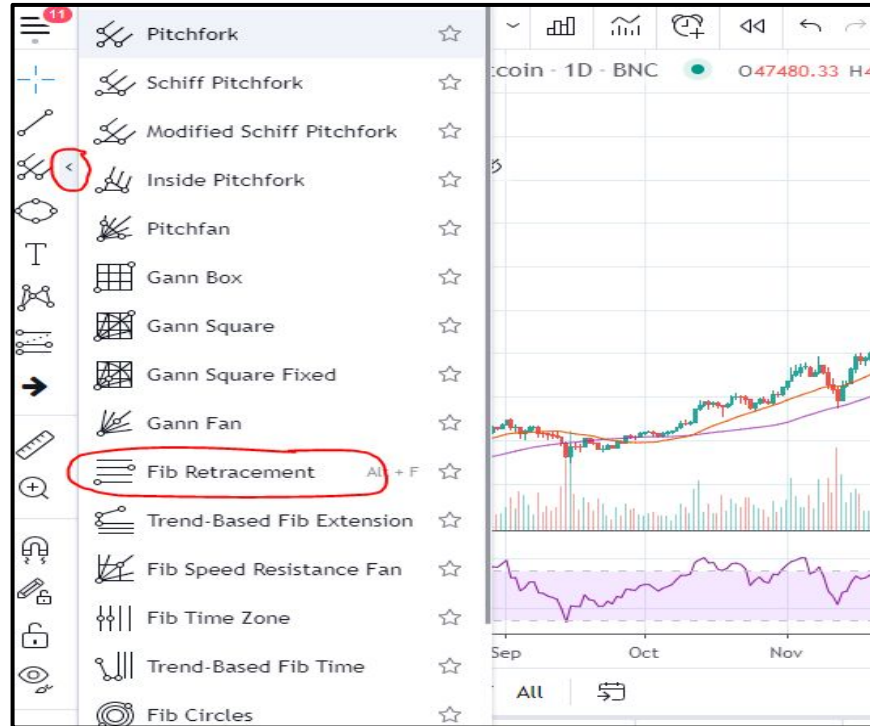 11
Pitchfork
Schiff Pitchfork
Modified Schiff Pitchfork
Inside Pitchfork
Pitchfan
Gann Box
Gann Square
Gann Square Fixed
Gann Fan
Fib Retracement Alt + F
Trend-Based Fib Extension
Fib Speed Resistance Fan
Fib Time Zone
Trend-Based Fib Time
Fib Circles
T
coin · 1D · BNC O47480.33 H4
Sep Oct Nov
All